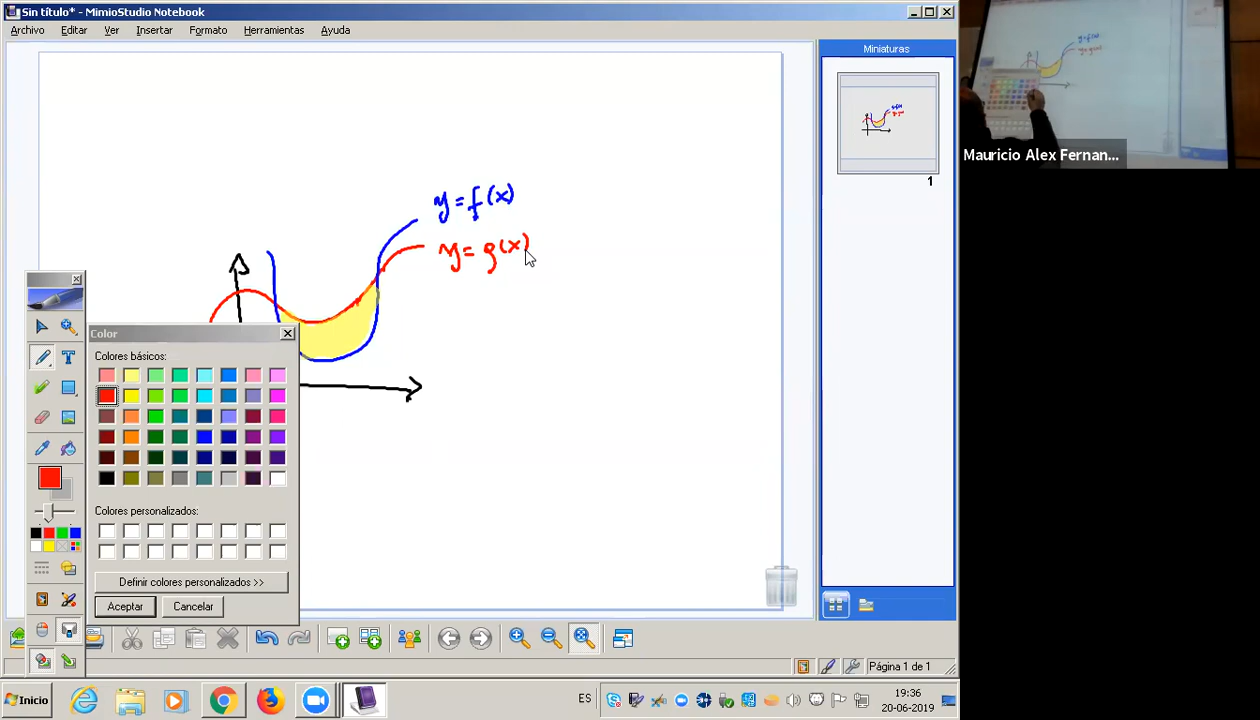 Sin título* - MimioStudio Notebook
Archivo Editar Ver Insertar Formato Herramientas Ayuda
Miniaturas
1
Mauricio Alex Fernan...
y=f(x)
y=g(x)
Color
Colores básicos:
Colores personalizados:
Definir colores personalizados >>
Aceptar Cancelar
T
Página 1 de 1
Inicio
ES
19:36
20-06-2019